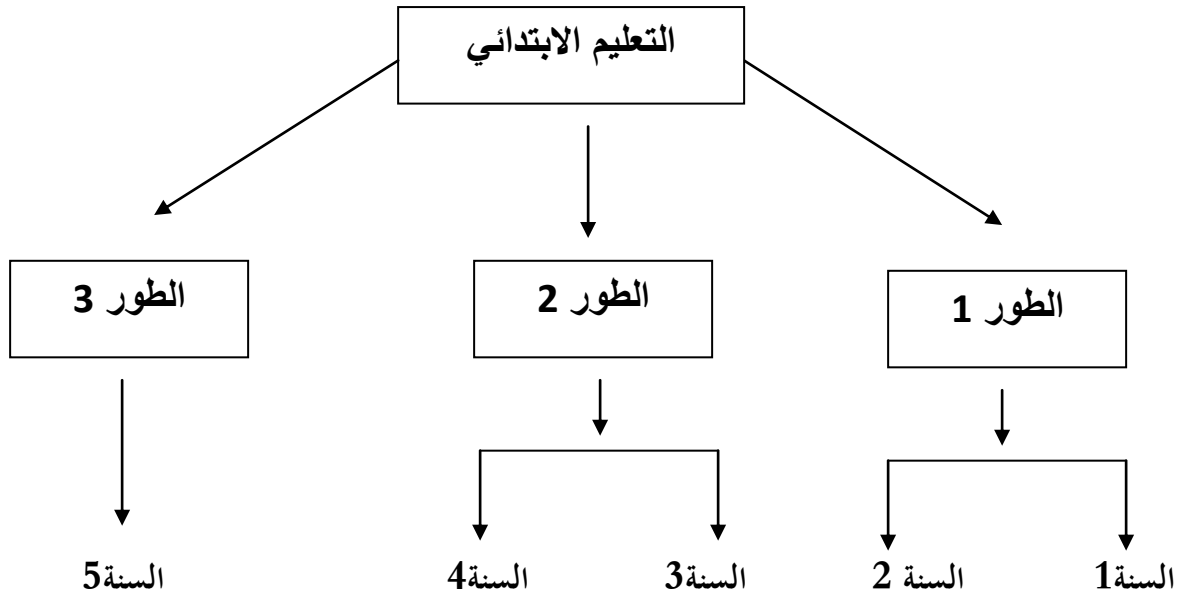 التعليم الابتدائي
الطور 1
الطور 2
الطور 3
السنة1
السنة 2
السنة3
السنة4
السنة5